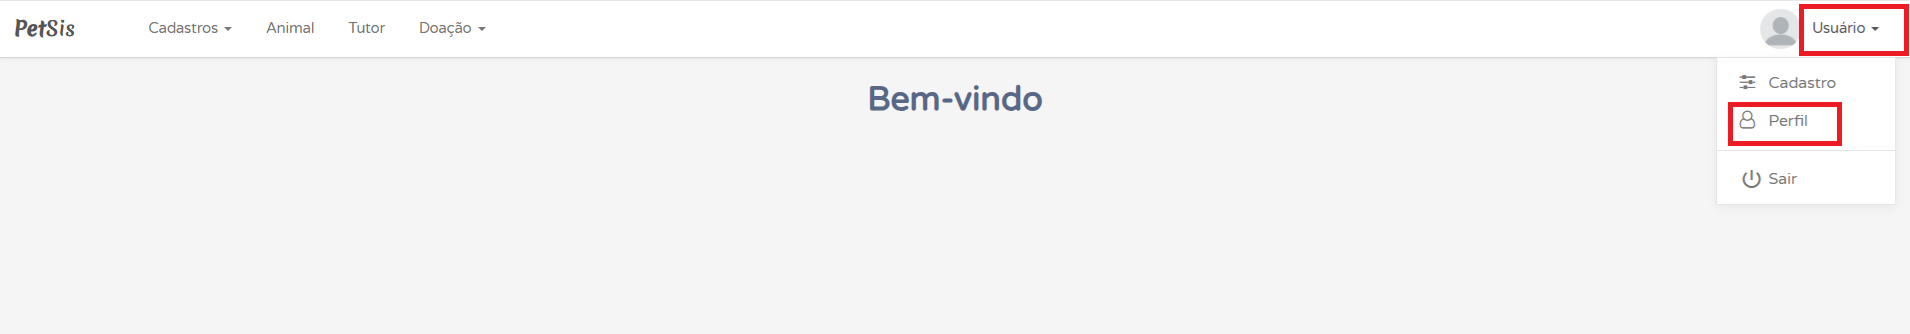 PetSis Cadastros Animal Tutor Doação Usuário
Cadastro
Bem-vindo
Perfil
Sair